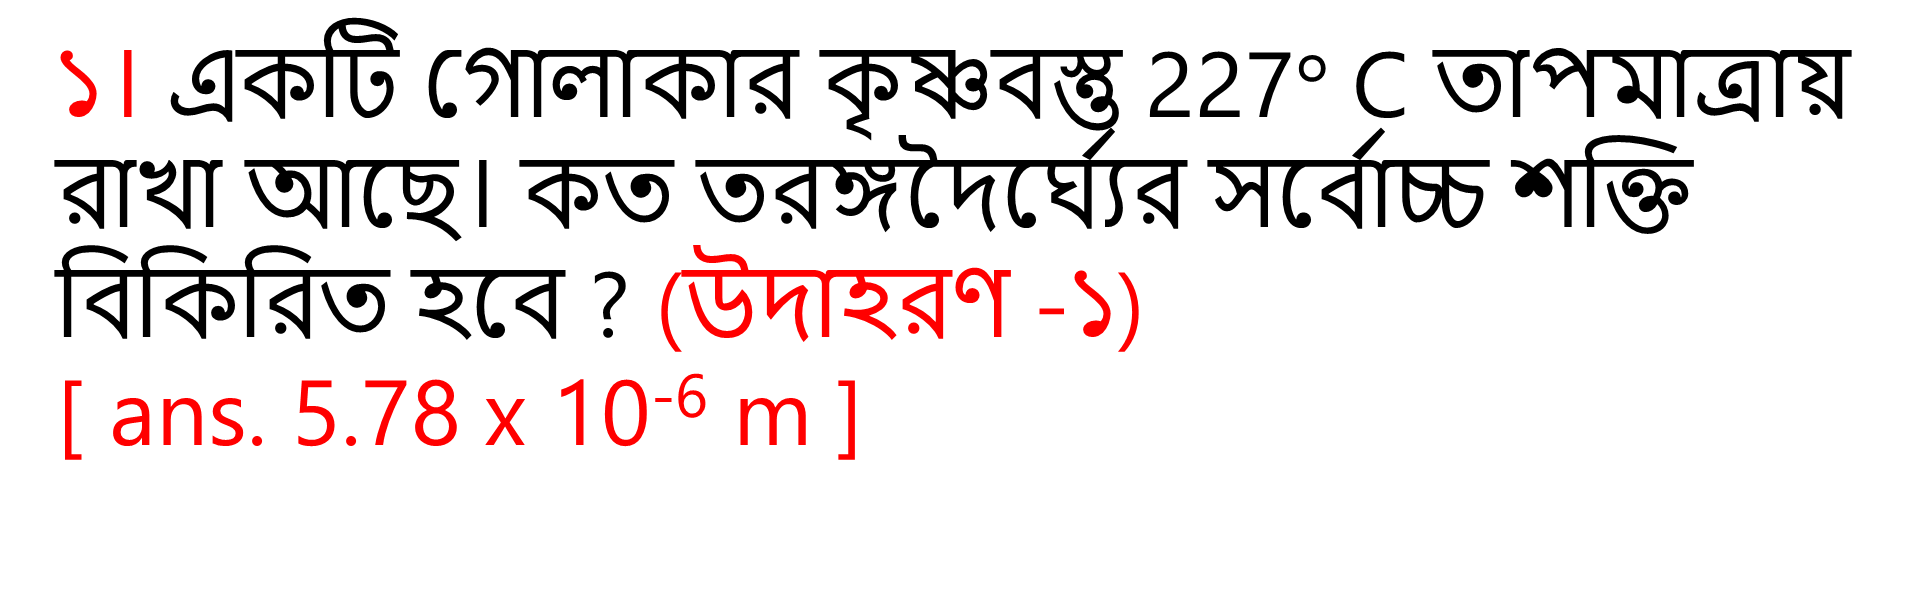 ১। একটি গোলাকার কৃষ্ণবস্তু 227° C তাপমাত্রায়
রাখা আছে। কত তরঙ্গদৈর্ঘ্যের সর্বোচ্চ শক্তি
বিকিরিত হবে ? (উদাহরণ -১)
[ ans. 5.78 x 10⁻⁶ m ]